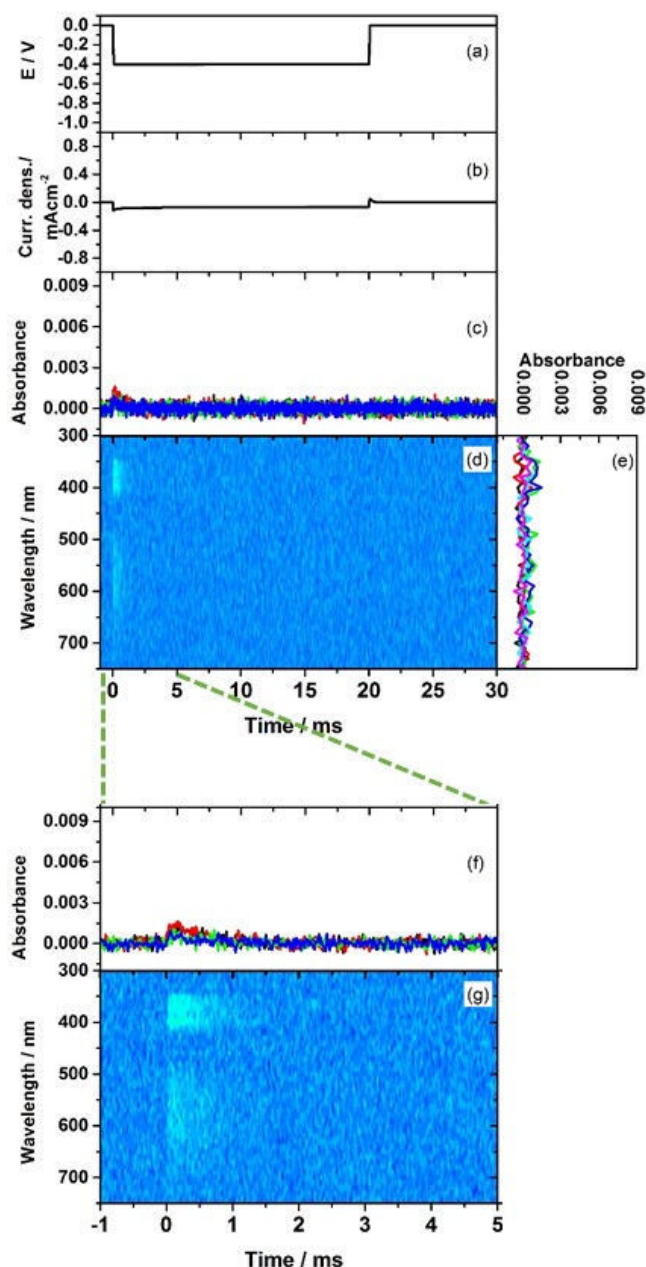 0.0
-0.2
-0.4
-0.6
-0.8
-1.0
E / V
(a)
0.8
0.4
0.0
-0.4
-0.8
Curr. dens./
mAcm-2
(b)
0.009
0.006
0.003
0.000
Absorbance
(c)
Absorbance
0.000
0.003
0.006
0.009
300
400
500
600
700
Wavelength / nm
(d)
(e)
0
5
10
15
20
25
30
Time / ms
0.009
0.006
0.003
0.000
Absorbance
(f)
300
400
500
600
700
Wavelength / nm
(g)
-1
0
1
2
3
4
5
Time / ms